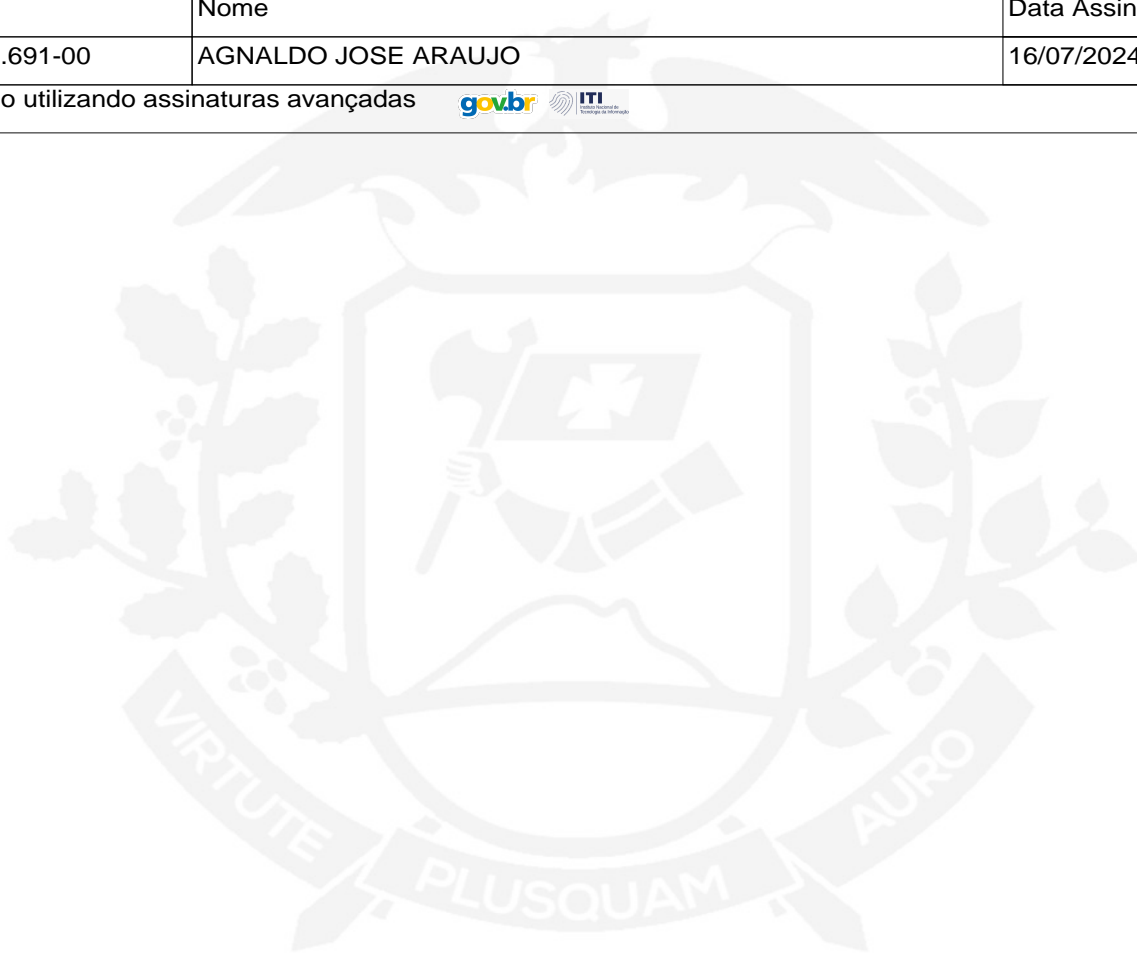 Nome Data Assin
.691-00 AGNALDO JOSE ARAUJO 16/07/2024
o utilizando assinaturas avançadas gov.br ITI
VIRTUTE PLUSQUAM AURO